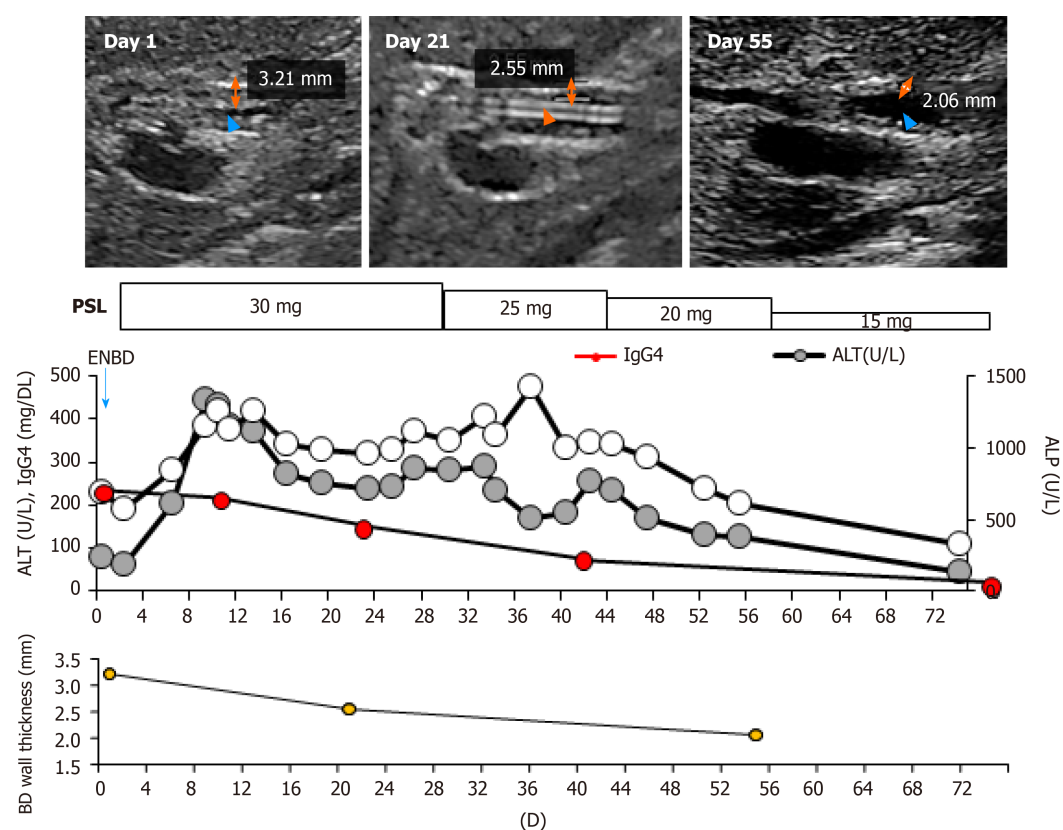 Day 1
Day 21
Day 55
3.21 mm
2.55 mm
2.06 mm
PSL
30 mg
25 mg
20 mg
15 mg
ENBD
IgG4
ALT(U/L)
ALT (U/L), IgG4 (mg/DL)
500
400
300
200
100
0
1500
1000
500
0
ALP (U/L)
0 4 8 12 16 20 24 28 32 36 40 44 48 52 56 60 64 68 72
BD wall thickness (mm)
3.5
3.0
2.5
2.0
1.5
0 4 8 12 16 20 24 28 32 36 40 44 48 52 56 60 64 68 72
(D)